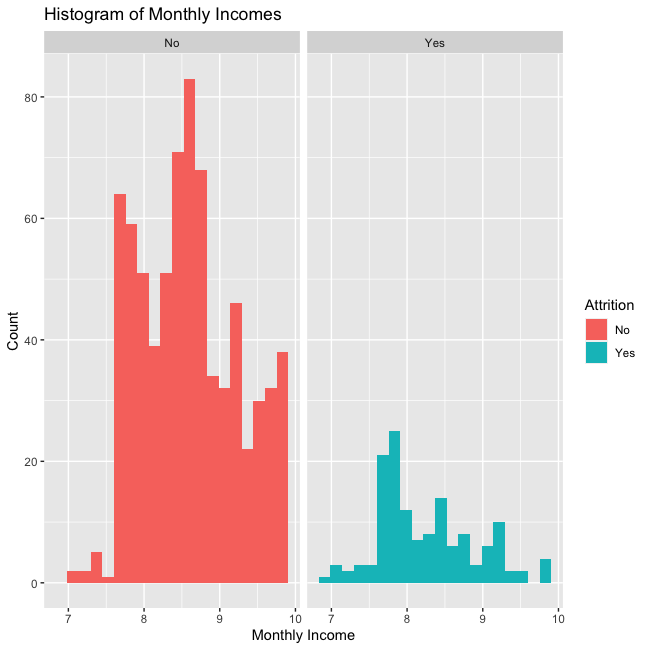 Histogram of Monthly Incomes
No
Yes
80
60
40
20
0
Count
7
8
9
10
7
8
9
10
Monthly Income
Attrition
No
Yes